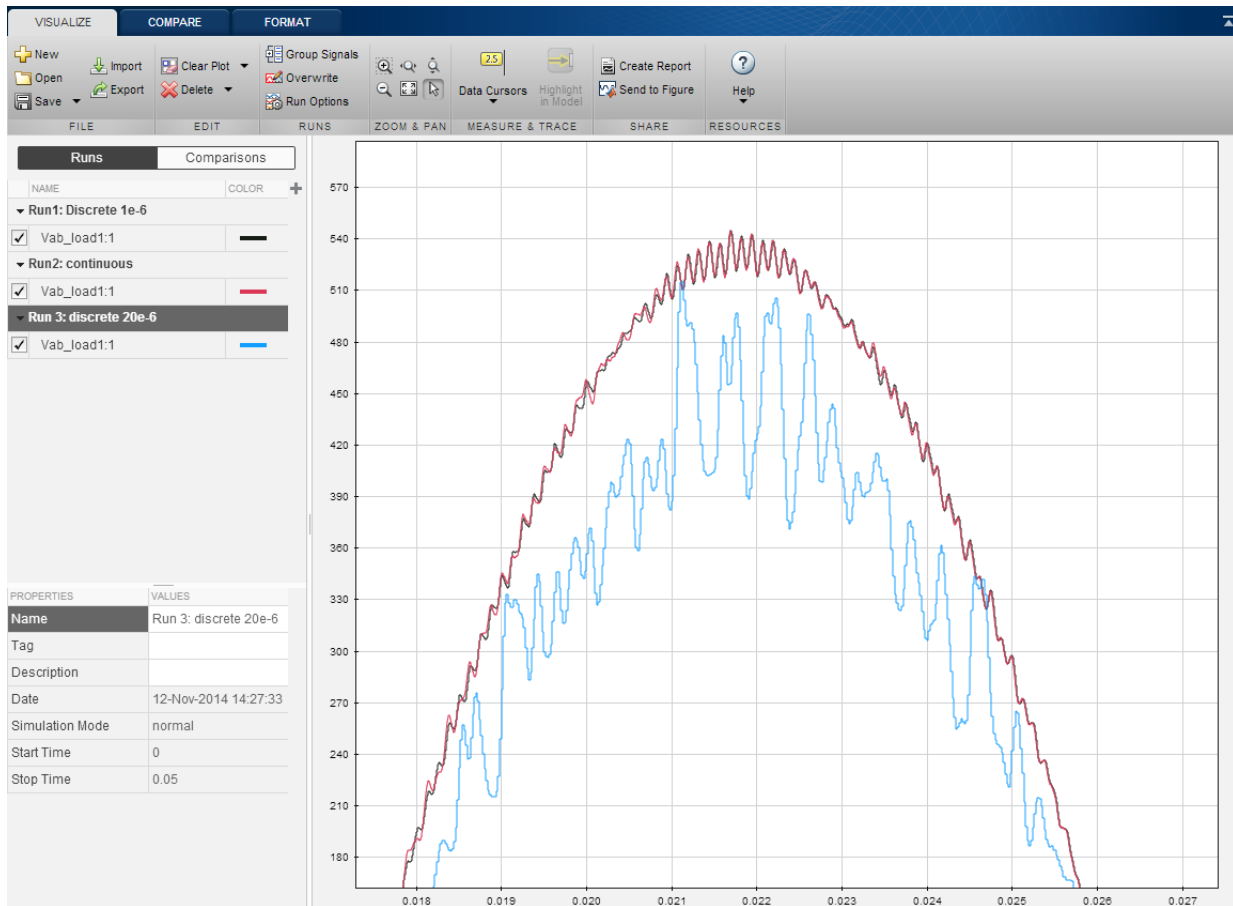 VISUALIZE COMPARE FORMAT
New
Open
Save
Import
Export
Clear Plot
Delete
Group Signals
Overwrite
Run Options
2.5
Data Cursors
Highlight
in Model
Create Report
Send to Figure
?
Help
FILE EDIT RUNS ZOOM & PAN MEASURE & TRACE SHARE RESOURCES
Runs Comparisons
NAME COLOR
Run1: Discrete 1e-6
Vab_load1:1
Run2: continuous
Vab_load1:1
Run 3: discrete 20e-6
Vab_load1:1
PROPERTIES VALUES
Name Run 3: discrete 20e-6
Tag
Description
Date 12-Nov-2014 14:27:33
Simulation Mode normal
Start Time 0
Stop Time 0.05
570
540
510
480
450
420
390
360
330
300
270
240
210
180
0.018 0.019 0.020 0.021 0.022 0.023 0.024 0.025 0.026 0.027